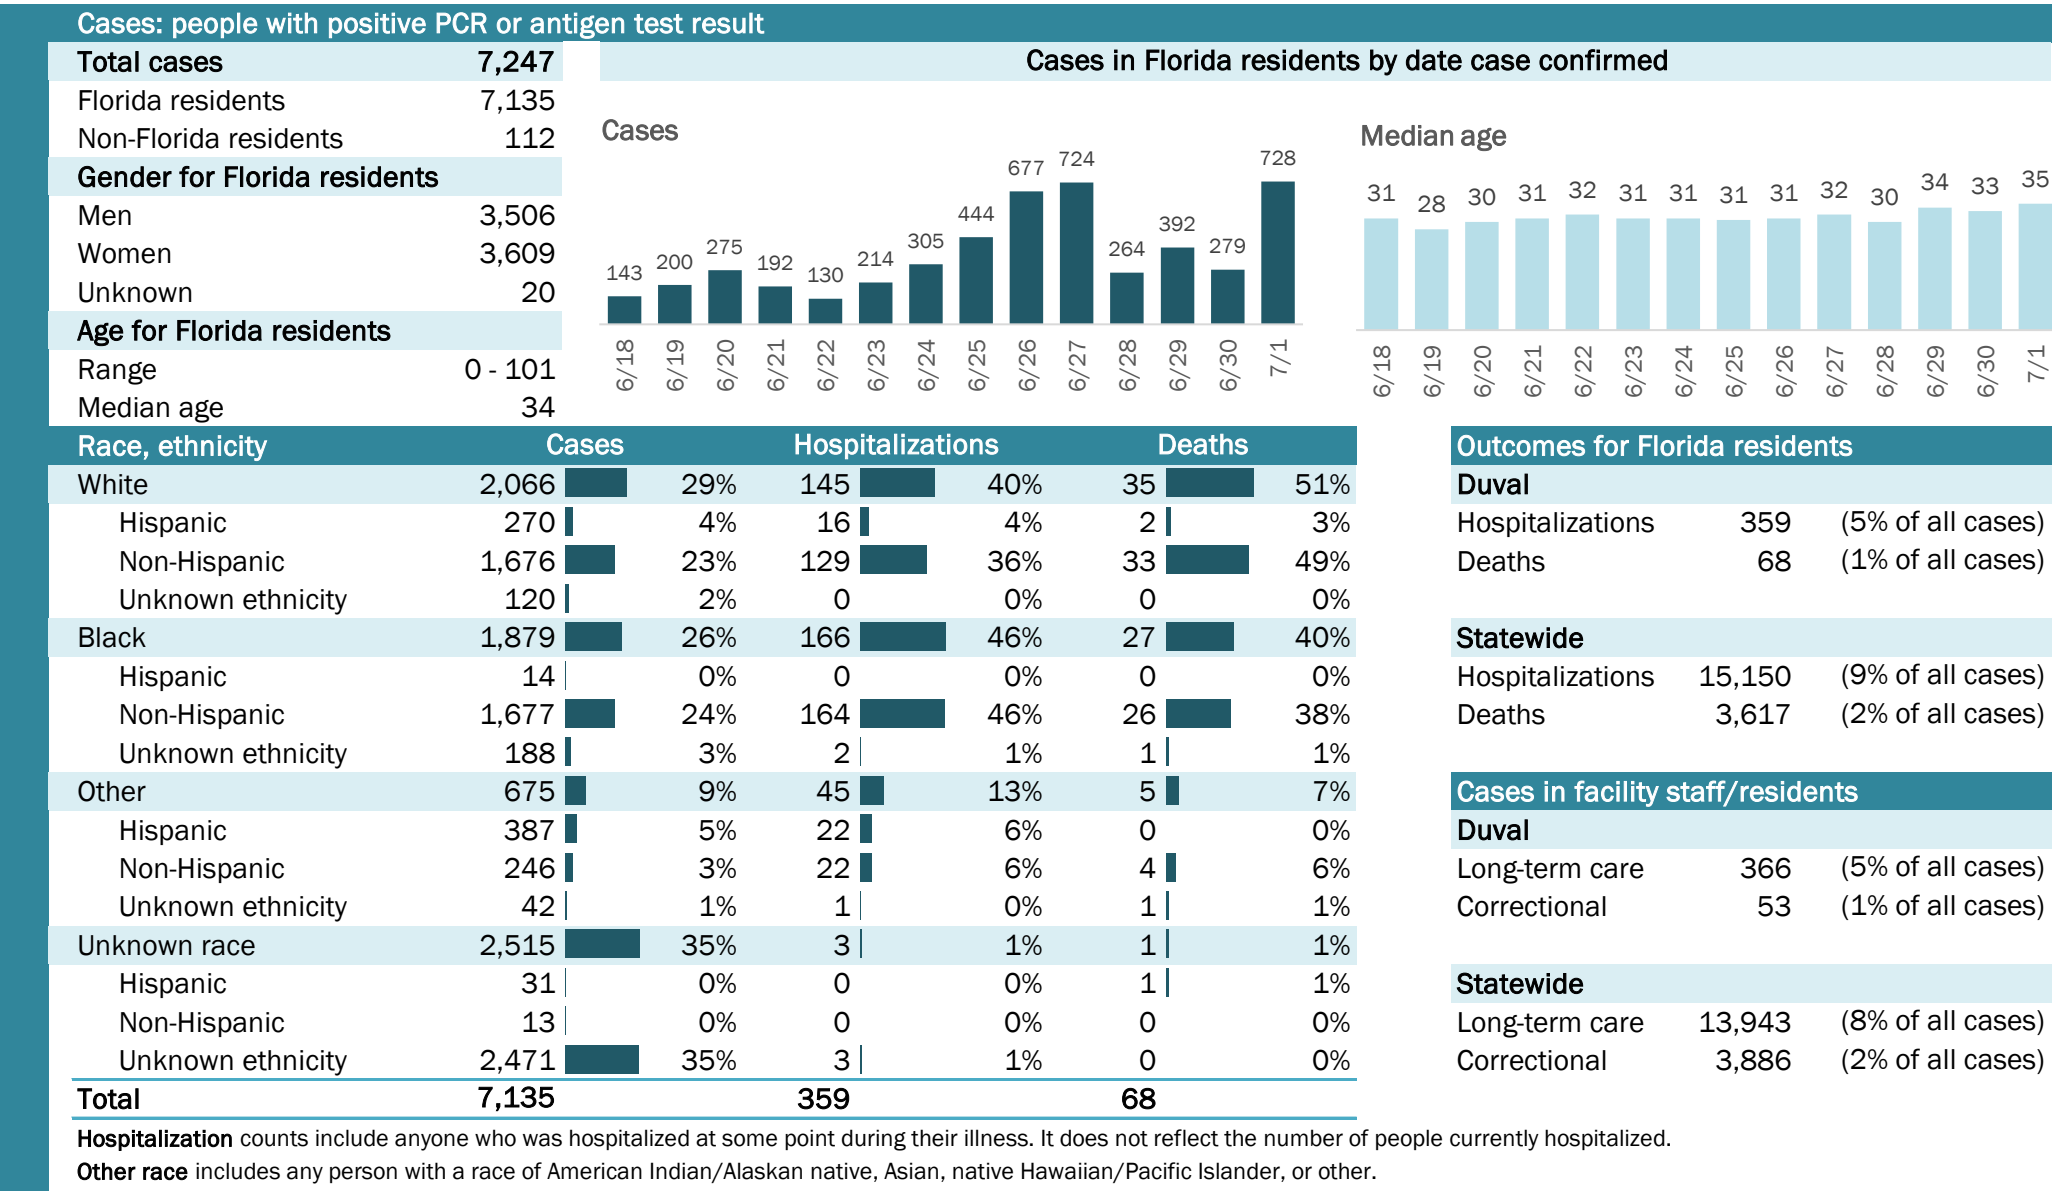 Cases: people with positive PCR or antigen test result
Total cases 7,247
Florida residents 7,135
Non-Florida residents 112
Gender for Florida residents
Men 3,506
Women 3,609
Unknown 20
Age for Florida residents
Range 0 - 101
Median age 34
Cases in Florida residents by date case confirmed
Cases
143 200 275 192 130 214 305 444 677 724 264 392 279 728
6/18 6/19 6/20 6/21 6/22 6/23 6/24 6/25 6/26 6/27 6/28 6/29 6/30 7/1
Median age
31 28 30 31 32 31 31 31 31 32 30 34 33 35
6/18 6/19 6/20 6/21 6/22 6/23 6/24 6/25 6/26 6/27 6/28 6/29 6/30 7/1
Race, ethnicity Cases Hospitalizations Deaths
White 2,066 29% 145 40% 35 51%
Hispanic 270 4% 16 4% 2 3%
Non-Hispanic 1,676 23% 129 36% 33 49%
Unknown ethnicity 120 2% 0 0% 0 0%
Black 1,879 26% 166 46% 27 40%
Hispanic 14 0% 0 0% 0 0%
Non-Hispanic 1,677 24% 164 46% 26 38%
Unknown ethnicity 188 3% 2 1% 1 1%
Other 675 9% 45 13% 5 7%
Hispanic 387 5% 22 6% 0 0%
Non-Hispanic 246 3% 22 6% 4 6%
Unknown ethnicity 42 1% 1 0% 1 1%
Unknown race 2,515 35% 3 1% 1 1%
Hispanic 31 0% 0 0% 1 1%
Non-Hispanic 13 0% 0 0% 0 0%
Unknown ethnicity 2,471 35% 3 1% 0 0%
Total 7,135 359 68
Outcomes for Florida residents
Duval
Hospitalizations 359 (5% of all cases)
Deaths 68 (1% of all cases)
Statewide
Hospitalizations 15,150 (9% of all cases)
Deaths 3,617 (2% of all cases)
Cases in facility staff/residents
Duval
Long-term care 366 (5% of all cases)
Correctional 53 (1% of all cases)
Statewide
Long-term care 13,943 (8% of all cases)
Correctional 3,886 (2% of all cases)
Hospitalization counts include anyone who was hospitalized at some point during their illness. It does not reflect the number of people currently hospitalized.
Other race includes any person with a race of American Indian/Alaskan native, Asian, native Hawaiian/Pacific Islander, or other.